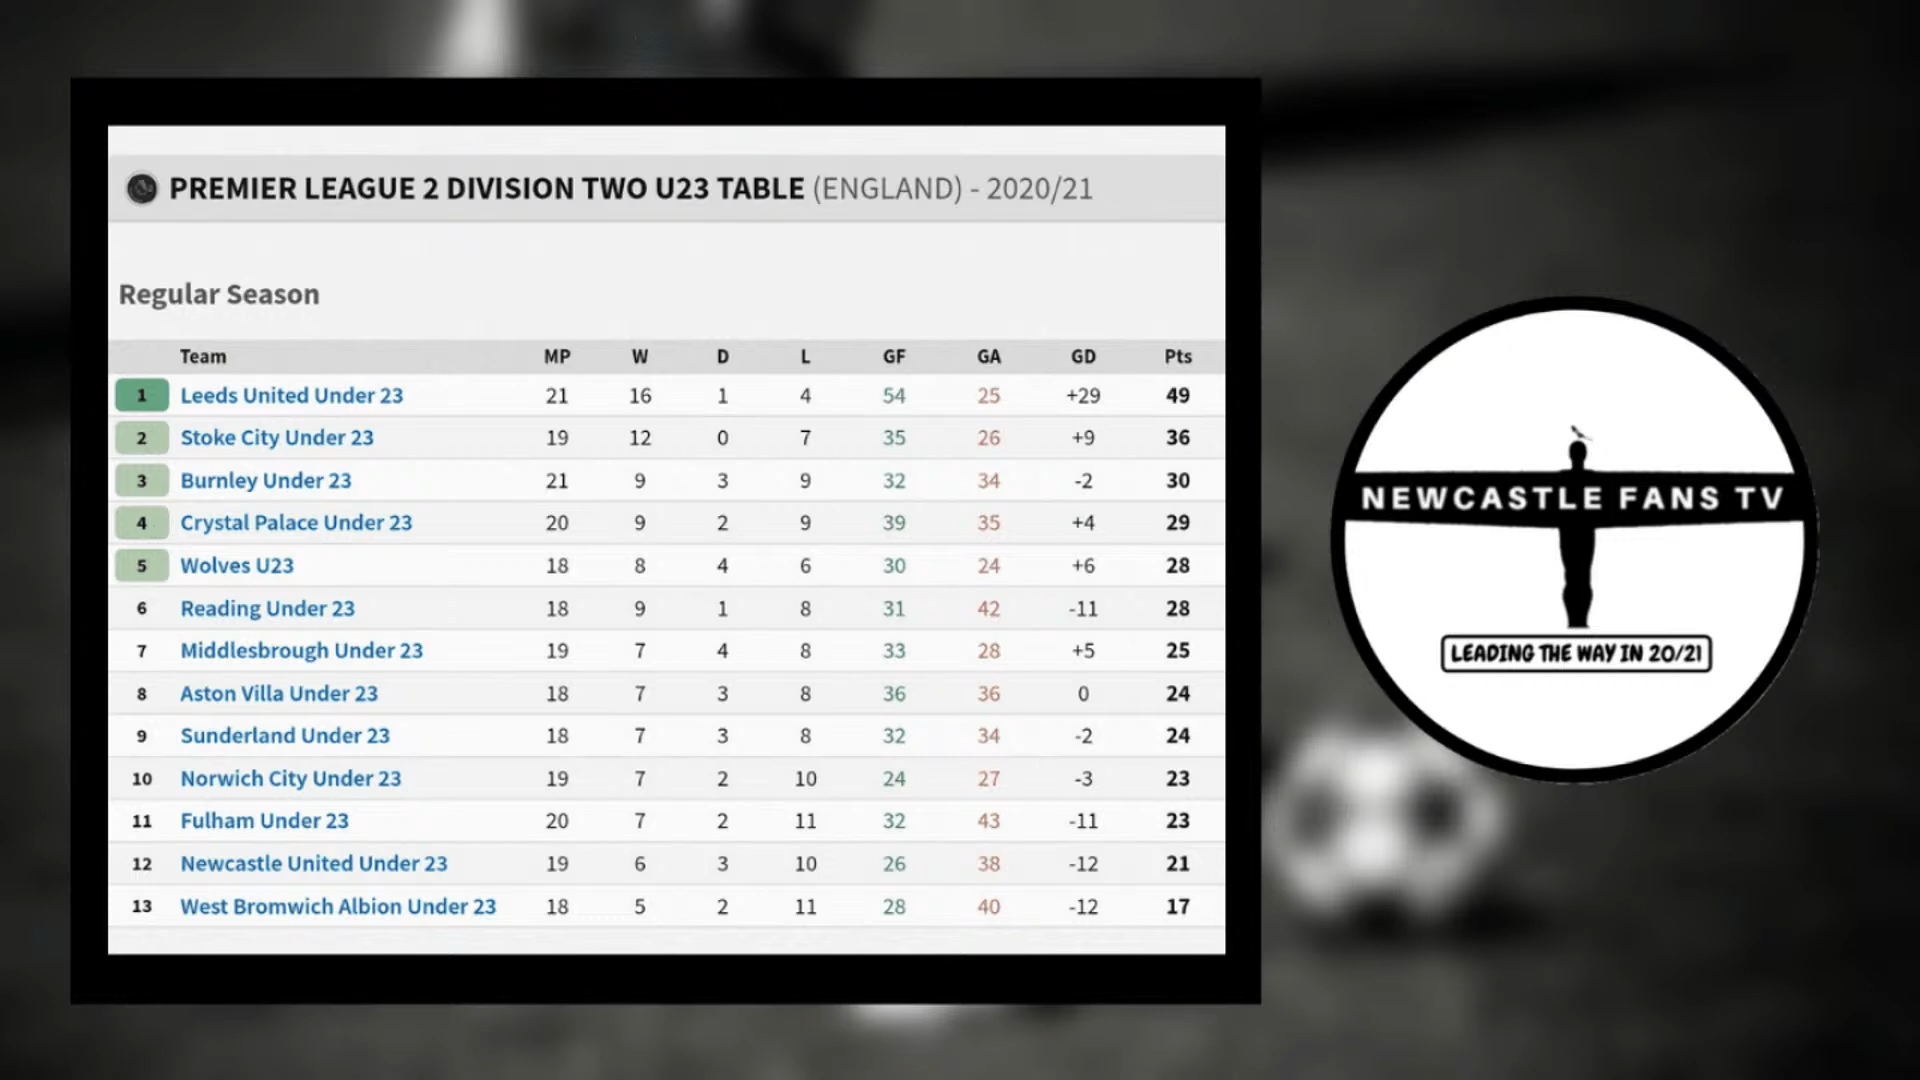 PREMIER LEAGUE 2 DIVISION TWO U23 TABLE (ENGLAND) - 2020/21
Regular Season
Team MP W D L GF GA GD Pts
1 Leeds United Under 23 21 16 1 4 54 25 +29 49
2 Stoke City Under 23 19 12 0 7 35 26 +9 36
3 Burnley Under 23 21 9 3 9 32 34 -2 30
4 Crystal Palace Under 23 20 9 2 9 39 35 +4 29
5 Wolves U23 18 8 4 6 30 24 +6 28
6 Reading Under 23 18 9 1 8 31 42 -11 28
7 Middlesbrough Under 23 19 7 4 8 33 28 +5 25
8 Aston Villa Under 23 18 7 3 8 36 36 0 24
9 Sunderland Under 23 18 7 3 8 32 34 -2 24
10 Norwich City Under 23 19 7 2 10 24 27 -3 23
11 Fulham Under 23 20 7 2 11 32 43 -11 23
12 Newcastle United Under 23 19 6 3 10 26 38 -12 21
13 West Bromwich Albion Under 23 18 5 2 11 28 40 -12 17
NEWCASTLE FANS TV
LEADING THE WAY IN 20/21